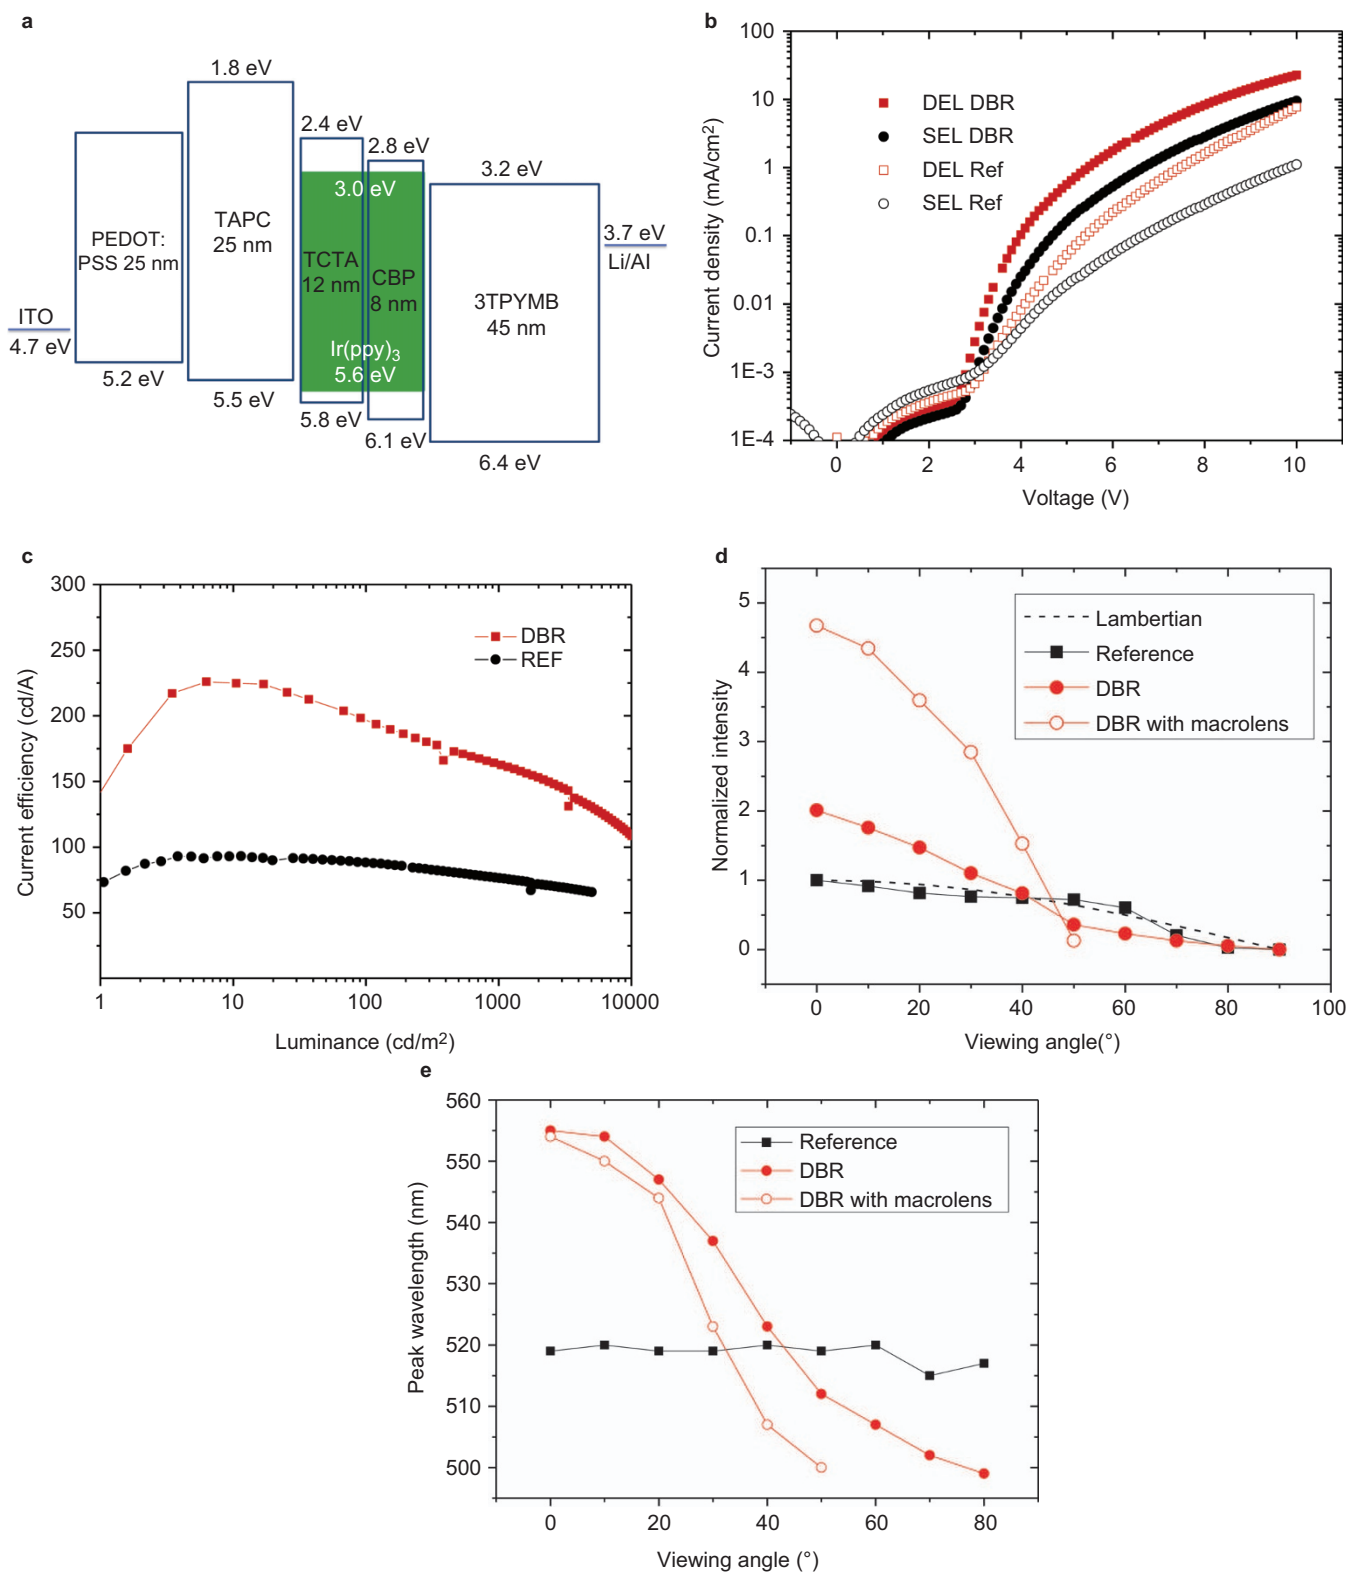 a
1.8 eV
2.4 eV
2.8 eV
3.2 eV
3.0 eV
TAPC
25 nm
PEDOT:
PSS 25 nm
3.7 eV
Li/Al
TCTA
12 nm
CBP
8 nm
3TPYMB
45 nm
ITO
4.7 eV
Ir(ppy)3
5.6 eV
5.2 eV
5.5 eV
5.8 eV
6.1 eV
6.4 eV
b
100
10
1
0.1
0.01
1E-3
1E-4
Current density (mA/cm2)
DEL DBR
SEL DBR
DEL Ref
SEL Ref
0 2 4 6 8 10
Voltage (V)
c
300
250
200
150
100
50
Current efficiency (cd/A)
DBR
REF
1 10 100 1000 10000
Luminance (cd/m2)
d
5
4
3
2
1
0
Normalized intensity
Lambertian
Reference
DBR
DBR with macrolens
0 20 40 60 80 100
Viewing angle(°)
e
560
550
540
530
520
510
500
Peak wavelength (nm)
Reference
DBR
DBR with macrolens
0 20 40 60 80
Viewing angle (°)